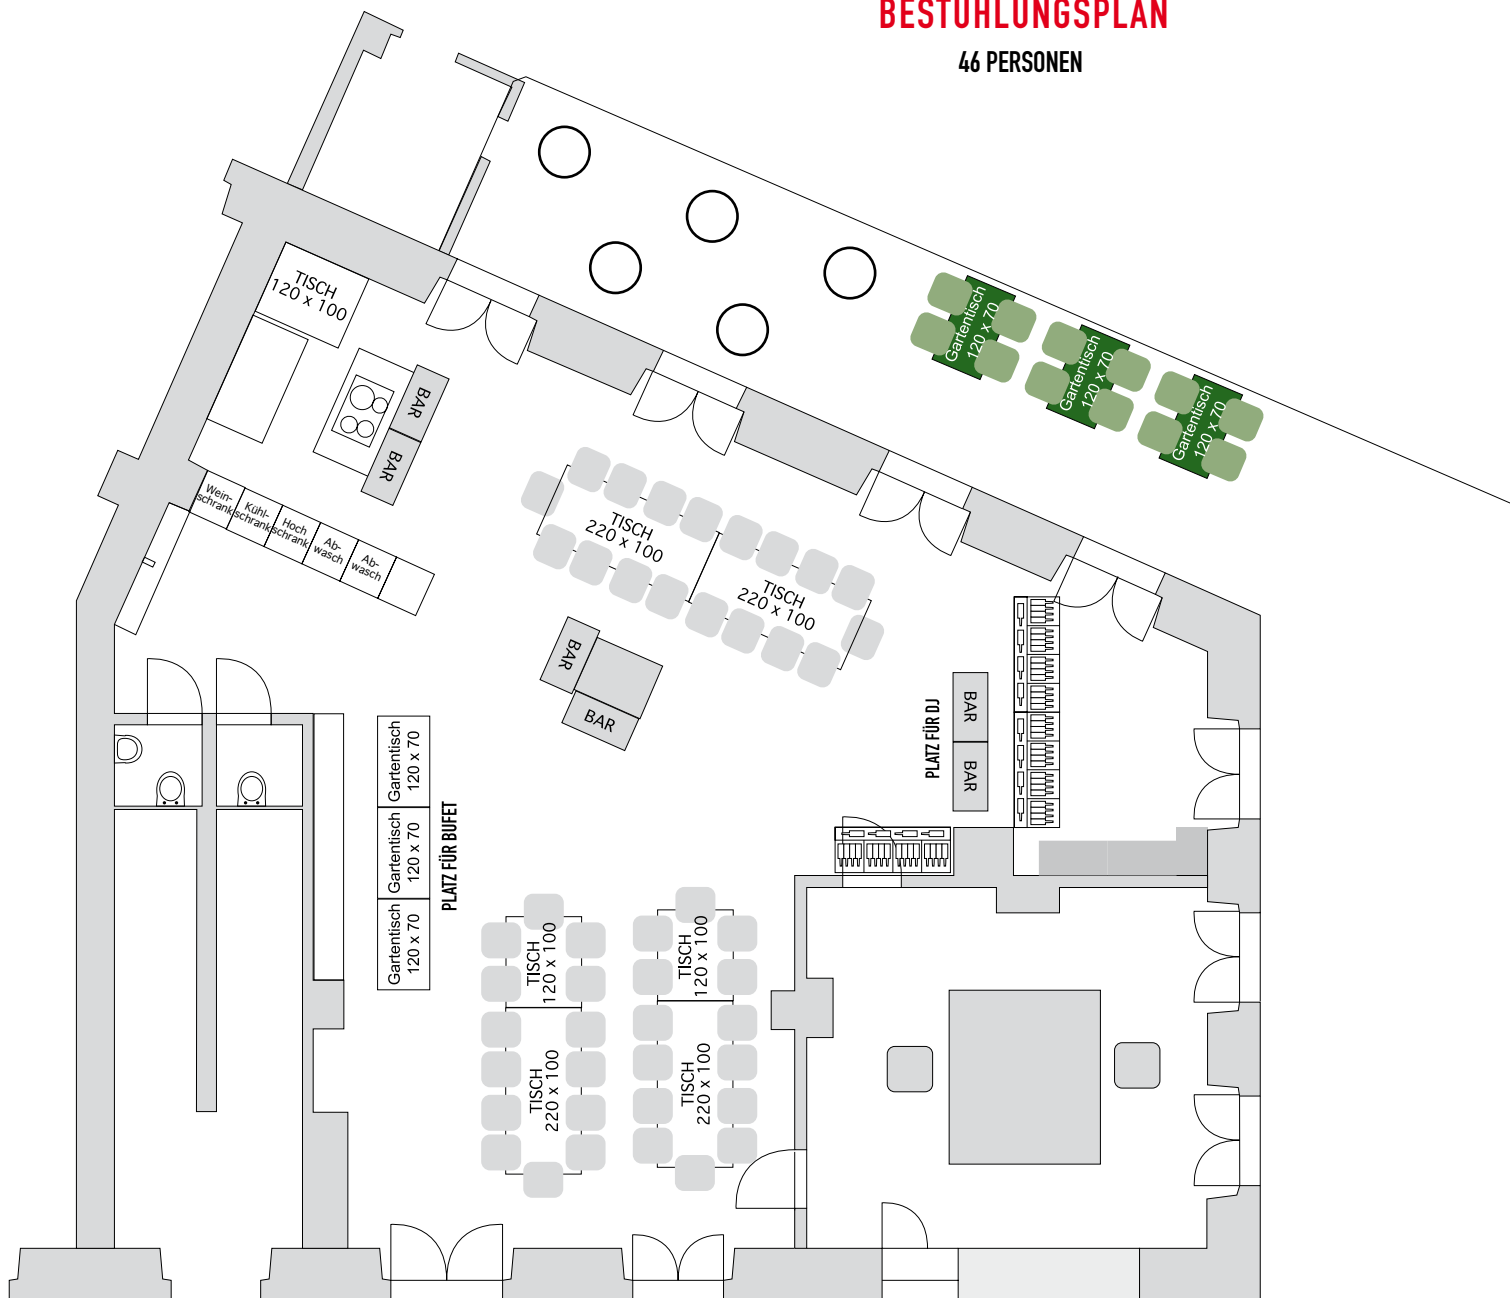 BESTUHLUNGSPLAN
46 PERSONEN
TISCH
120 x 100
BAR
BAR
Gartentisch
120 x 70
Gartentisch
120 x 70
Gartentisch
120 x 70
Wein-
schrank
Kühl-
schrank
Hoch
schrank
Ab-
wasch
Ab-
wasch
TISCH
220 x 100
TISCH
220 x 100
BAR
BAR
PLATZ FÜR DJ
BAR
BAR
Gartentisch
120 x 70
Gartentisch
120 x 70
Gartentisch
120 x 70
PLATZ FÜR BUFET
TISCH
120 x 100
TISCH
220 x 100
TISCH
120 x 100
TISCH
220 x 100